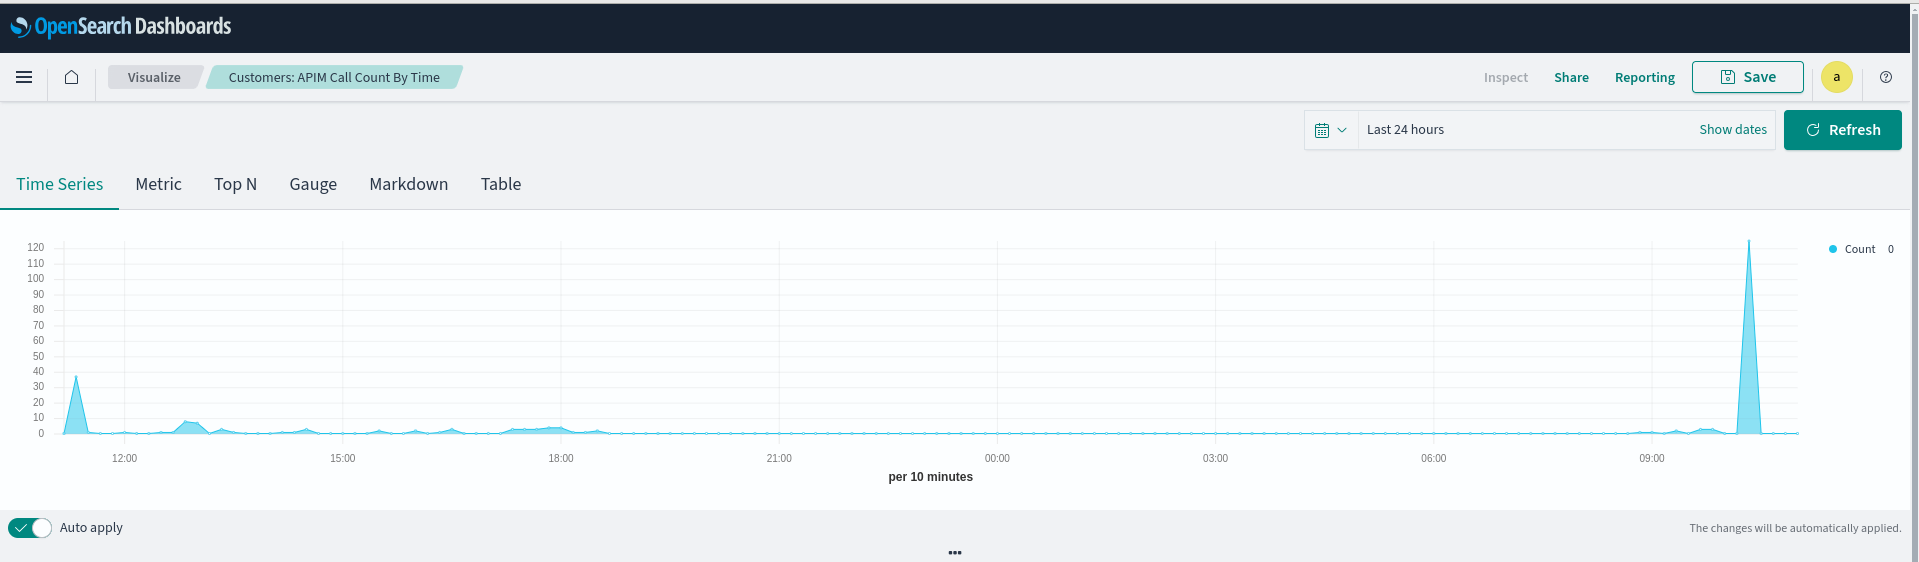 OpenSearch Dashboards
Visualize
Customers: APIM Call Count By Time
Inspect
Share
Reporting
Save
a
Last 24 hours
Show dates
Refresh
Time Series
Metric
Top N
Gauge
Markdown
Table
120
110
100
90
80
70
60
50
40
30
20
10
0
Count 0
12:00
15:00
18:00
21:00
00:00
03:00
06:00
09:00
per 10 minutes
Auto apply
The changes will be automatically applied.